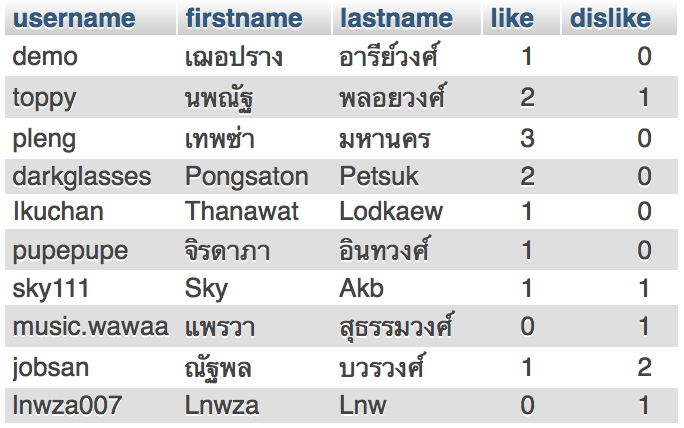 username firstname lastname like dislike
demo เฌอปราง อารีย์วงศ์ 1 0
toppy นพณัฐ พลอยวงศ์ 2 1
pleng เทพซ่า มหานคร 3 0
darkglasses Pongsaton Petsuk 2 0
Ikuchan Thanawat Lodkaew 1 0
pupepupe จิรดาภา อินทวงศ์ 1 0
sky111 Sky Akb 1 1
music.wawaa แพรวา สุธรรมวงศ์ 0 1
jobsan ณัฐพล บวรวงศ์ 1 2
lnwza007 Lnwza Lnw 0 1